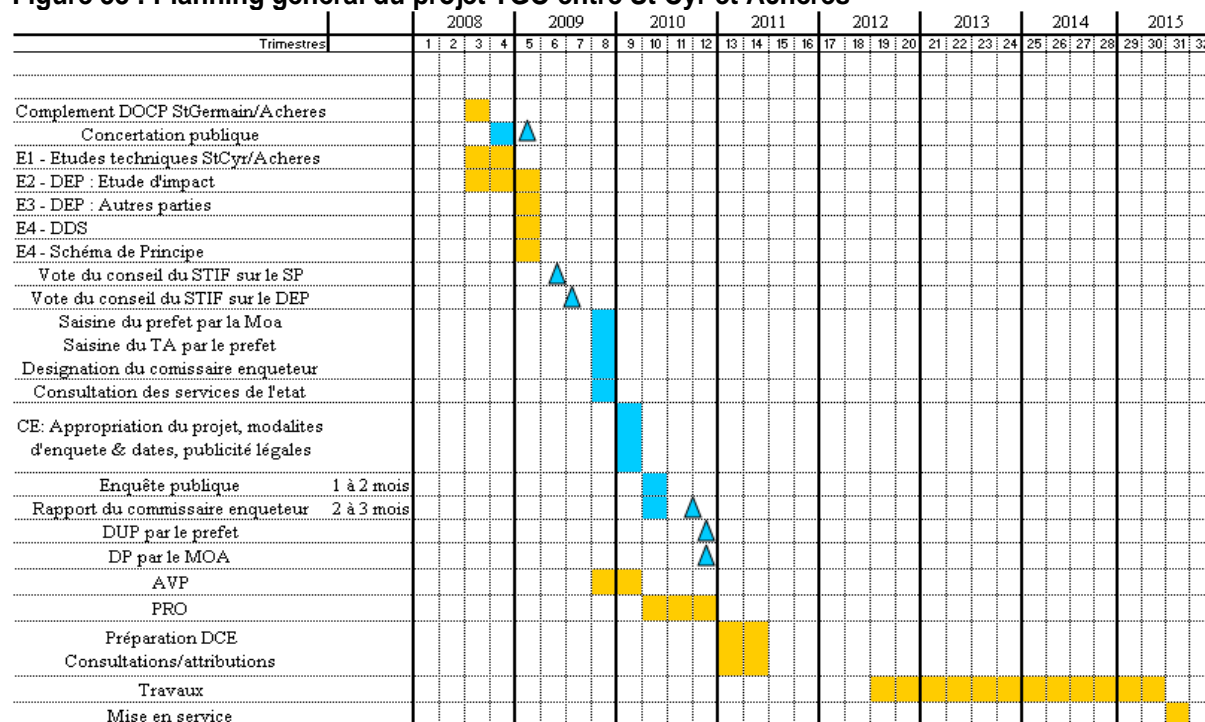 Figure : Planning général du projet entre St Cyr et Achères
2008 2009 2010 2011 2012 2013 2014 2015
Trimestres 1 2 3 4 5 6 7 8 9 10 11 12 13 14 15 16 17 18 19 20 21 22 23 24 25 26 27 28 29 30 31 32
Complement DOCP StGermain/Acheres
Concertation publique
E1 - Etudes techniques StCyr/Acheres
E2 - DEP : Etude d'impact
E3 - DEP : Autres parties
E4 - DDS
E4 - Schéma de Principe
Vote du conseil du STIF sur le SP
Vote du conseil du STIF sur le DEP
Saisine du prefet par la Moa
Saisine du TA par le prefet
Designation du comissaire enqueteur
Consultation des services de l'etat
CE: Appropriation du projet, modalites
d'enquete & dates, publicité légales
Enquête publique 1 à 2 mois
Rapport du commissaire enqueteur 2 à 3 mois
DUP par le prefet
DP par le MOA
AVP
PRO
Préparation DCE
Consultations/attributions
Travaux
Mise en service